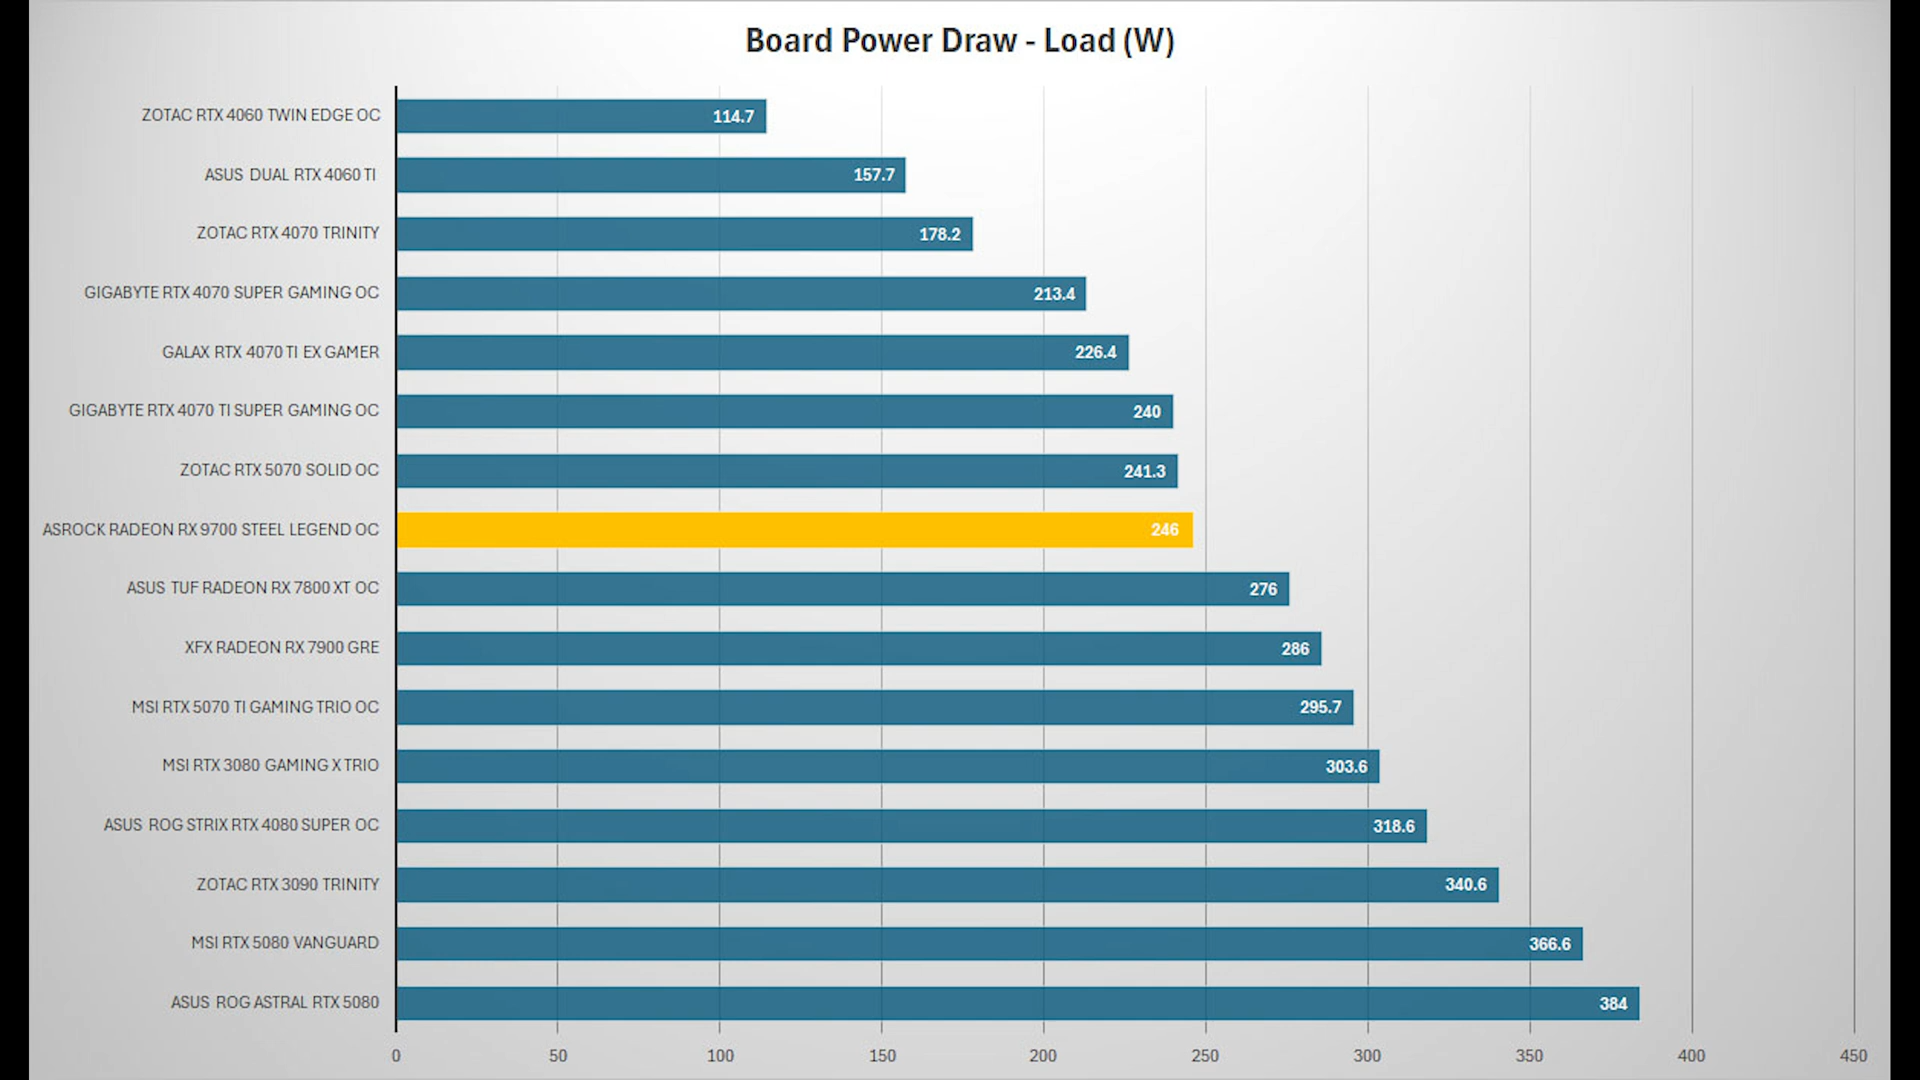 Board Power Draw - Load (W)
ZOTAC RTX 4060 TWIN EDGE OC 114.7
ASUS DUAL RTX 4060 TI 157.7
ZOTAC RTX 4070 TRINITY 178.2
GIGABYTE RTX 4070 SUPER GAMING OC 213.4
GALAX RTX 4070 TI EX GAMER 226.4
GIGABYTE RTX 4070 TI SUPER GAMING OC 240
ZOTAC RTX 5070 SOLID OC 241.3
ASROCK RADEON RX 9700 STEEL LEGEND OC 246
ASUS TUF RADEON RX 7800 XT OC 276
XFX RADEON RX 7900 GRE 286
MSI RTX 5070 TI GAMING TRIO OC 295.7
MSI RTX 3080 GAMING X TRIO 303.6
ASUS ROG STRIX RTX 4080 SUPER OC 318.6
ZOTAC RTX 3090 TRINITY 340.6
MSI RTX 5080 VANGUARD 366.6
ASUS ROG ASTRAL RTX 5080 384
0 50 100 150 200 250 300 350 400 450